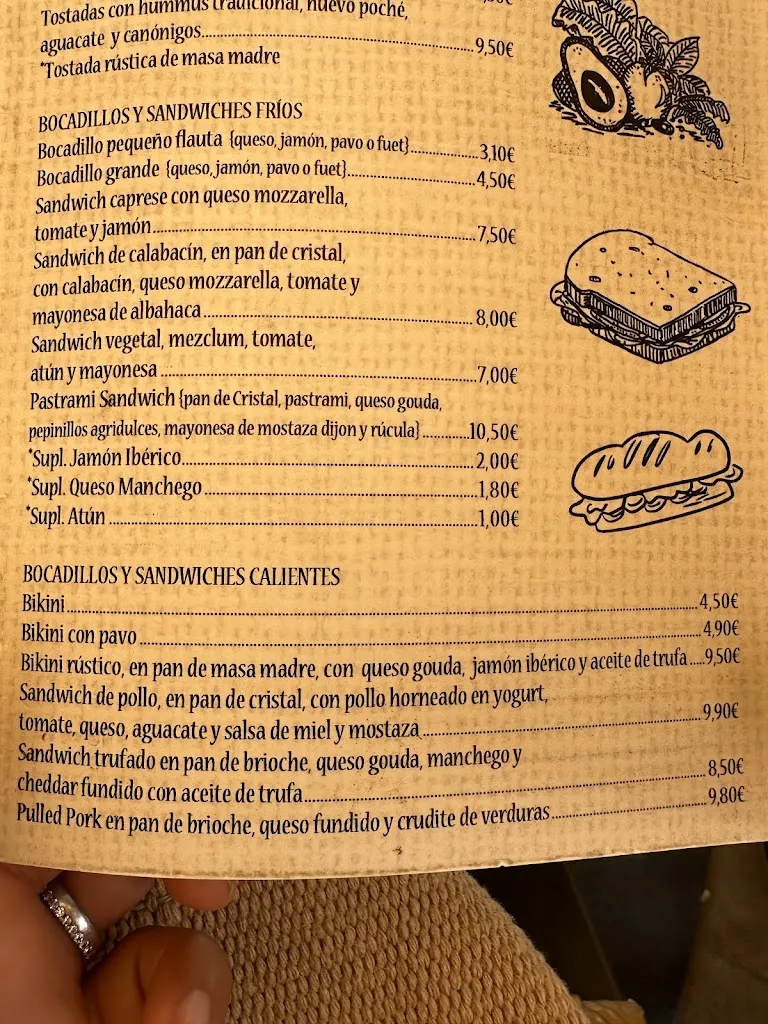 Tostadas con hummus tradicional, huevo poché,
aguacate y canónigos.....9,50€
*Tostada rústica de masa madre
BOCADILLOS Y SANDWICHES FRÍOS
Bocadillo pequeño flauta {queso, jamón, pavo o fuet}.....3,10€
Bocadillo grande {queso, jamón, pavo o fuet}.....4,50€
Sandwich caprese con queso mozzarella,
tomate y jamón.....7,50€
Sandwich de calabacín, en pan de cristal,
con calabacín, queso mozzarella, tomate y
mayonesa de albahaca.....8,00€
Sandwich vegetal, mezclum, tomate,
atún y mayonesa.....7,00€
Pastrami Sandwich {pan de Cristal, pastrami, queso gouda,
pepinillos agridulces, mayonesa de mostaza dijon y rúcula}.....10,50€
*Supl. Jamón Ibérico.....2,00€
*Supl. Queso Manchego.....1,80€
*Supl. Atún.....1,00€
BOCADILLOS Y SANDWICHES CALIENTES
Bikini.....4,50€
Bikini con pavo.....4,90€
Bikini rústico, en pan de masa madre, con queso gouda, jamón ibérico y aceite de trufa.....9,50€
Sandwich de pollo, en pan de cristal, con pollo horneado en yogurt,
tomate, queso, aguacate y salsa de miel y mostaza.....9,90€
Sandwich trufado en pan de brioche, queso gouda, manchego y
cheddar fundido con aceite de trufa.....8,50€
Pulled Pork en pan de brioche, queso fundido y crudite de verduras.....9,80€